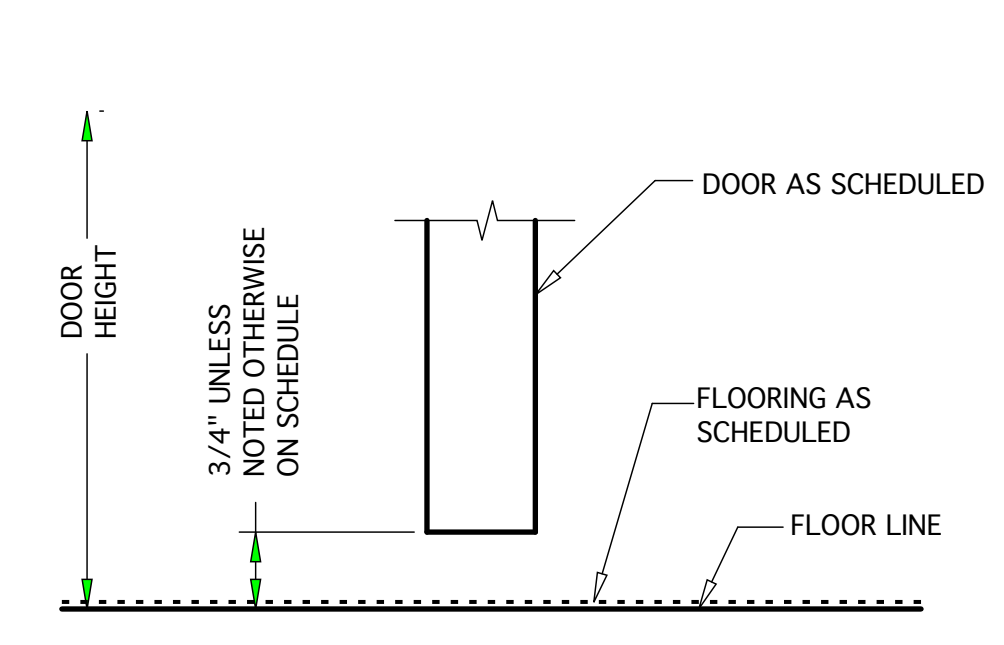 DOOR AS SCHEDULED
DOOR
HEIGHT
3/4" UNLESS
NOTED OTHERWISE
ON SCHEDULE
FLOORING AS
SCHEDULED
FLOOR LINE